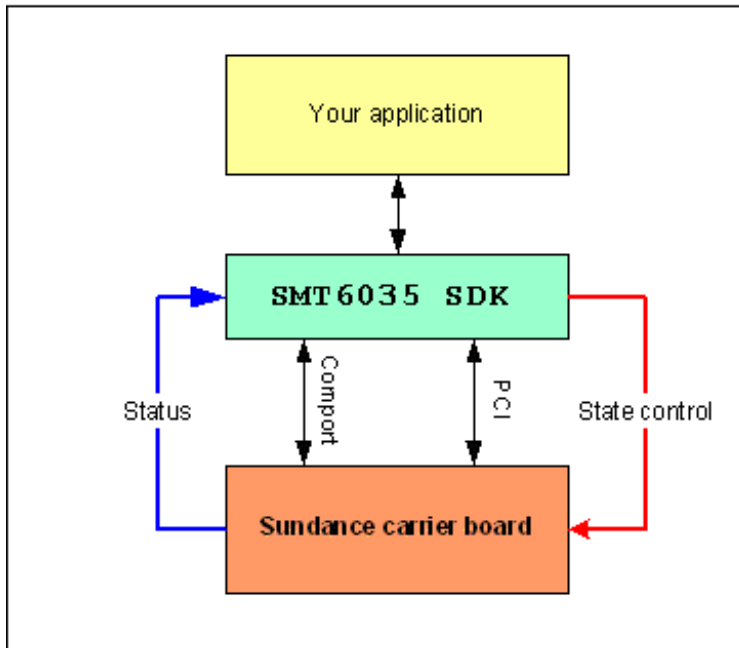 Your application
SMT6035 SDK
Comport
PCI
Status
State control
Sundance carrier board